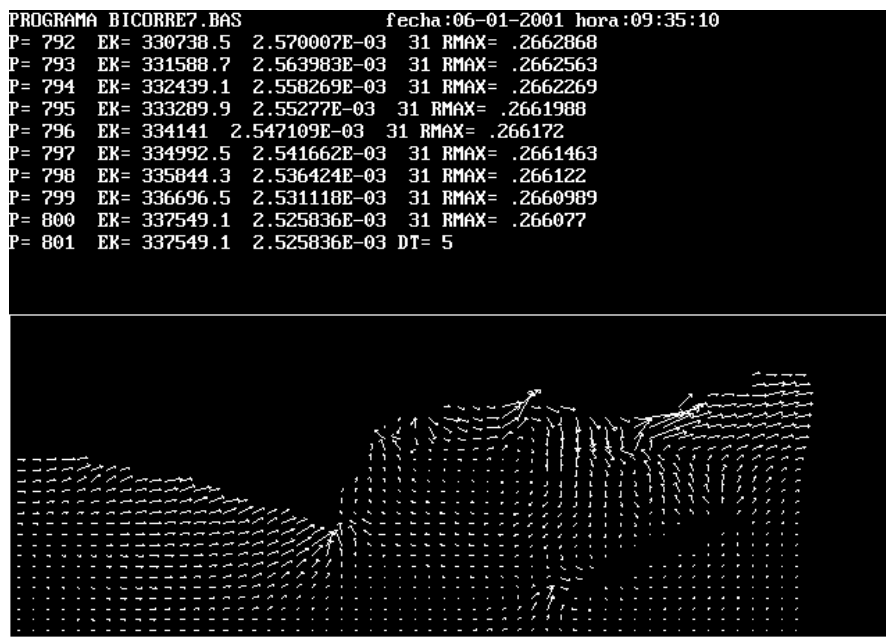 PROGRAMA BICORRE7.BAS fecha:06-01-2001 hora:09:35:10
P= 792 EK= 330738.5 2.570007E-03 31 RMAX= .2662868
P= 793 EK= 331588.7 2.563983E-03 31 RMAX= .2662563
P= 794 EK= 332439.1 2.558269E-03 31 RMAX= .2662269
P= 795 EK= 333289.9 2.55277E-03 31 RMAX= .2661988
P= 796 EK= 334141 2.547109E-03 31 RMAX= .266172
P= 797 EK= 334992.5 2.541662E-03 31 RMAX= .2661463
P= 798 EK= 335844.3 2.536424E-03 31 RMAX= .266122
P= 799 EK= 336696.5 2.531118E-03 31 RMAX= .2660989
P= 800 EK= 337549.1 2.525836E-03 31 RMAX= .266077
P= 801 EK= 337549.1 2.525836E-03 DT= 5